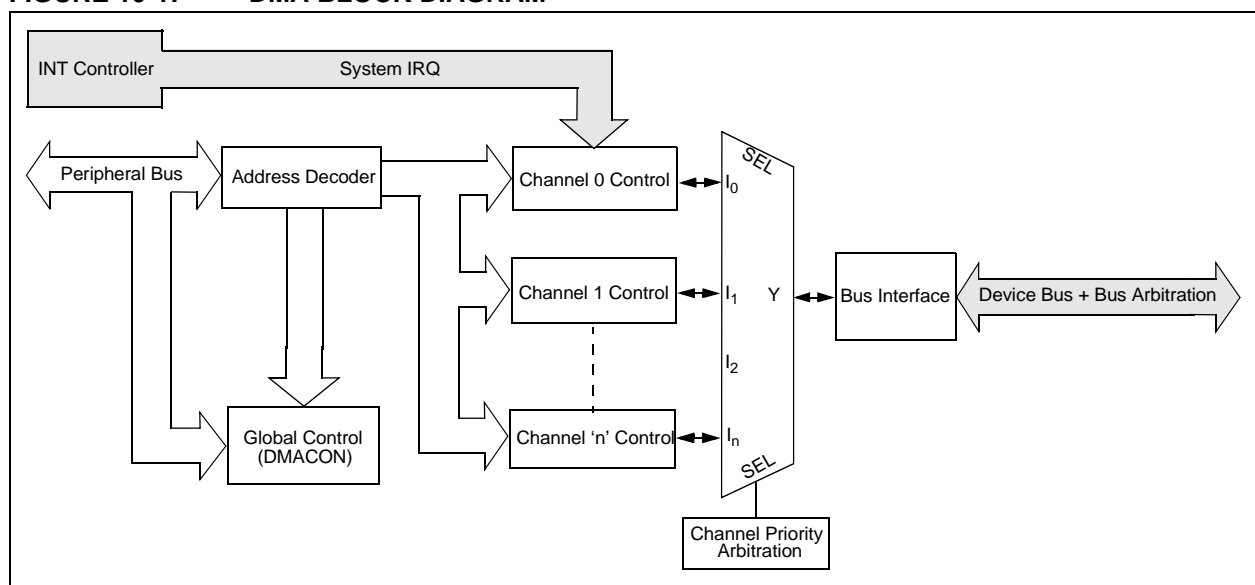 INT Controller
System IRQ
Peripheral Bus
Address Decoder
Channel 0 Control
I0
SEL
Channel 1 Control
I1
Y
Bus Interface
Device Bus + Bus Arbitration
I2
Global Control
(DMACON)
Channel ‘n’ Control
In
SEL
Channel Priority
Arbitration